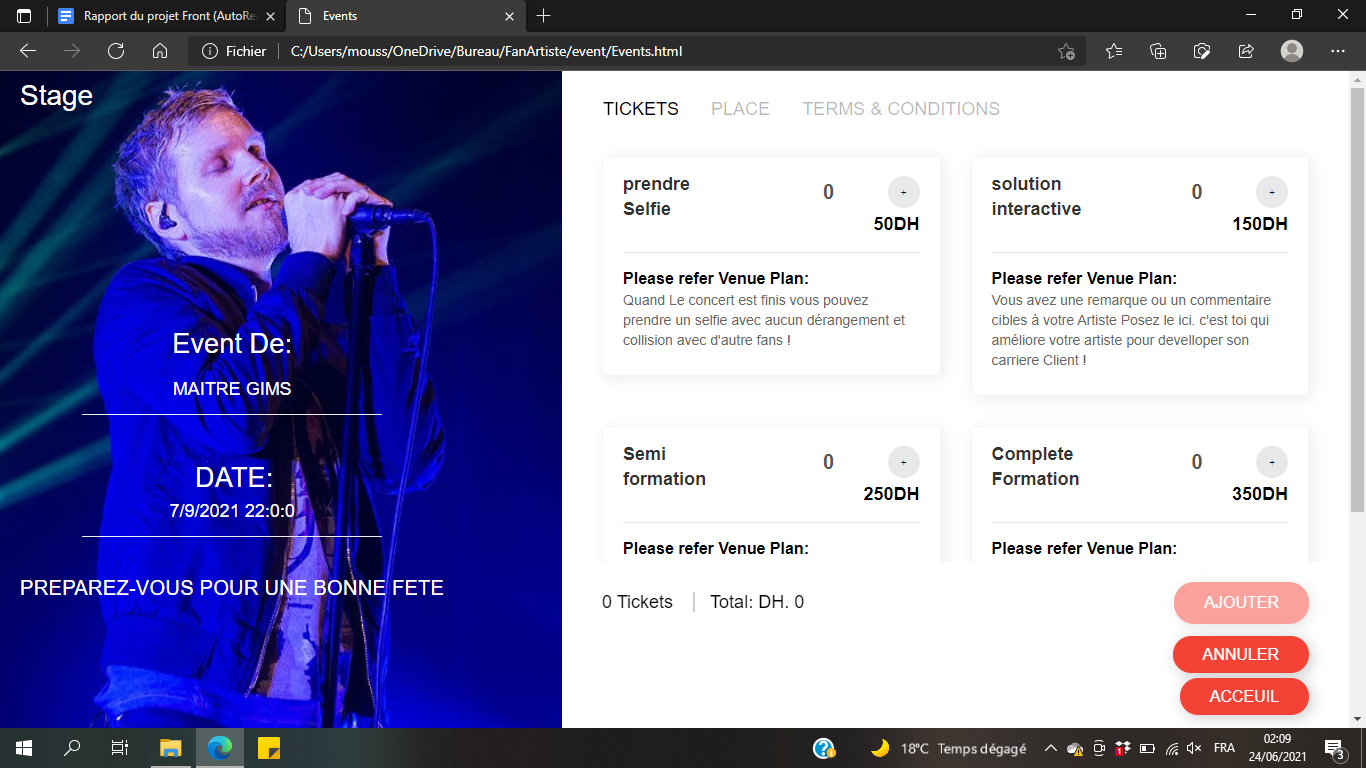 Rapport du projet Front (AutoRe
Events
Fichier
C:/Users/mouss/OneDrive/Bureau/FanArtiste/event/Events.html
Stage
Event De:
MAITRE GIMS
DATE:
7/9/2021 22:0:0
PREPAREZ-VOUS POUR UNE BONNE FETE
TICKETS PLACE TERMS & CONDITIONS
prendre
Selfie
0 +
50DH
Please refer Venue Plan:
Quand Le concert est finis vous pouvez
prendre un selfie avec aucun dérangement et
collision avec d'autre fans !
solution
interactive
0 +
150DH
Please refer Venue Plan:
Vous avez une remarque ou un commentaire
cibles à votre Artiste Posez le ici. c'est toi qui
améliore votre artiste pour develloper son
carriere Client !
Semi
formation
0 +
250DH
Please refer Venue Plan:
Complete
Formation
0 +
350DH
Please refer Venue Plan:
0 Tickets Total: DH. 0
AJOUTER
ANNULER
ACCEUIL
18°C Temps dégagé
FRA
02:09
24/06/2021
3